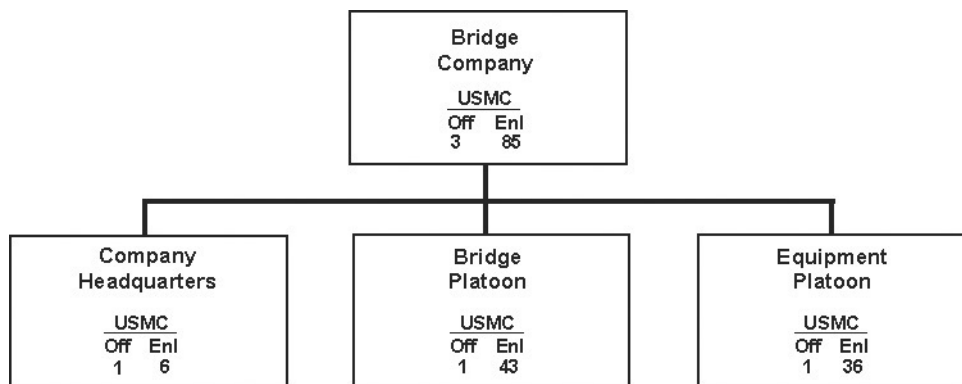 Bridge
Company
USMC
Off Enl
3 85
Company
Headquarters
USMC
Off Enl
1 6
Bridge
Platoon
USMC
Off Enl
1 43
Equipment
Platoon
USMC
Off Enl
1 36